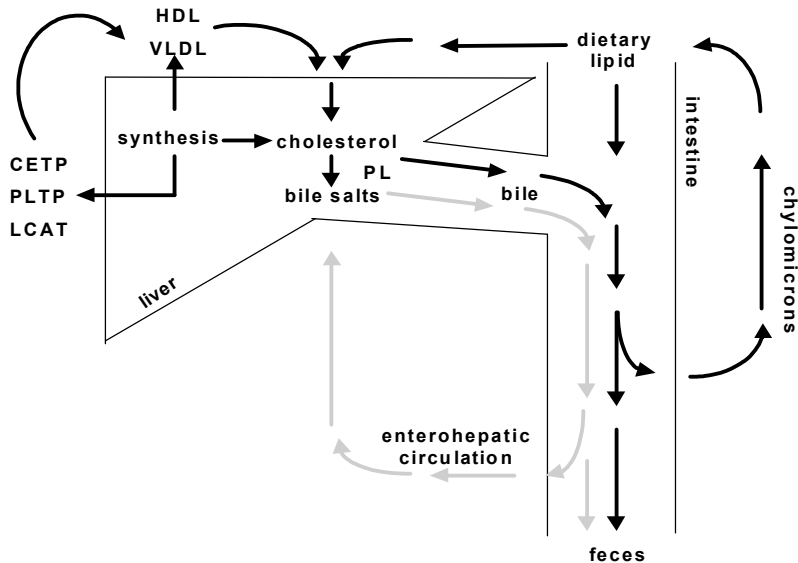 HDL
VLDL
dietary
lipid
synthesis
cholesterol
CETP
PLTP
LCAT
PL
bile salts
bile
intestine
chylomicrons
liver
enterohepatic
circulation
feces